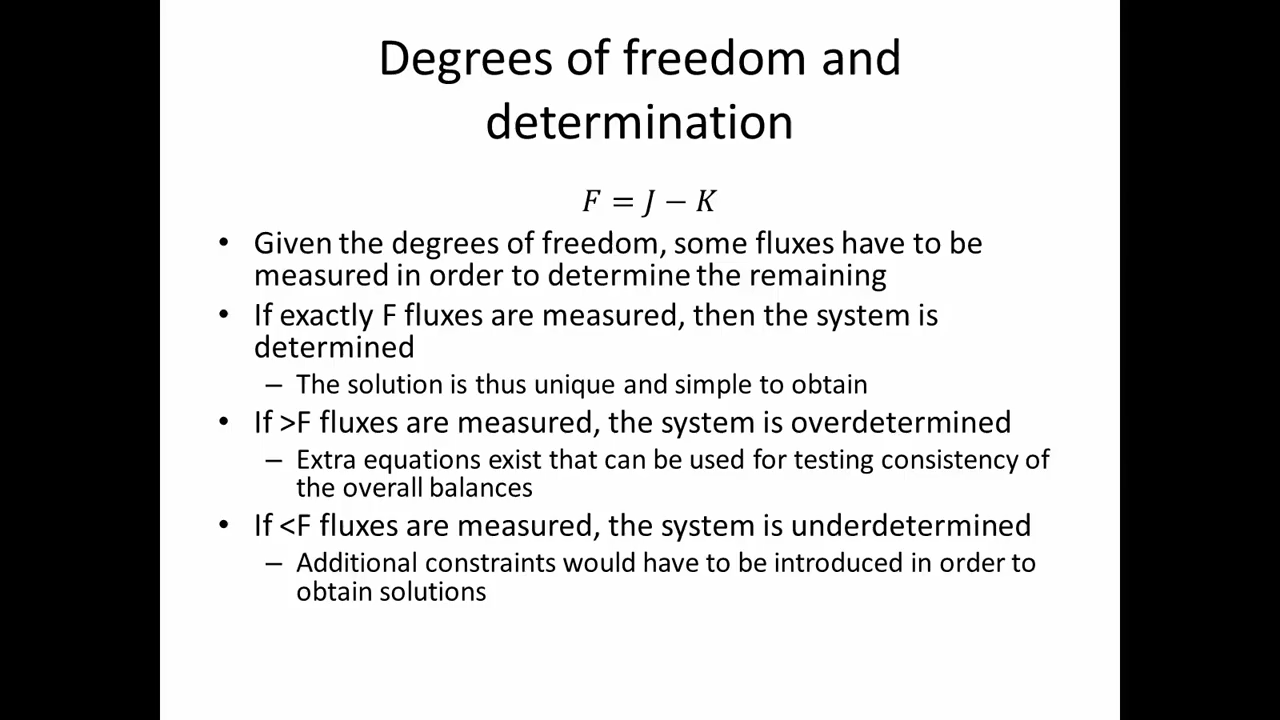 Degrees of freedom and
determination
F = J − K
• Given the degrees of freedom, some fluxes have to be
measured in order to determine the remaining
• If exactly F fluxes are measured, then the system is
determined
– The solution is thus unique and simple to obtain
• If >F fluxes are measured, the system is overdetermined
– Extra equations exist that can be used for testing consistency of
the overall balances
• If <F fluxes are measured, the system is underdetermined
– Additional constraints would have to be introduced in order to
obtain solutions